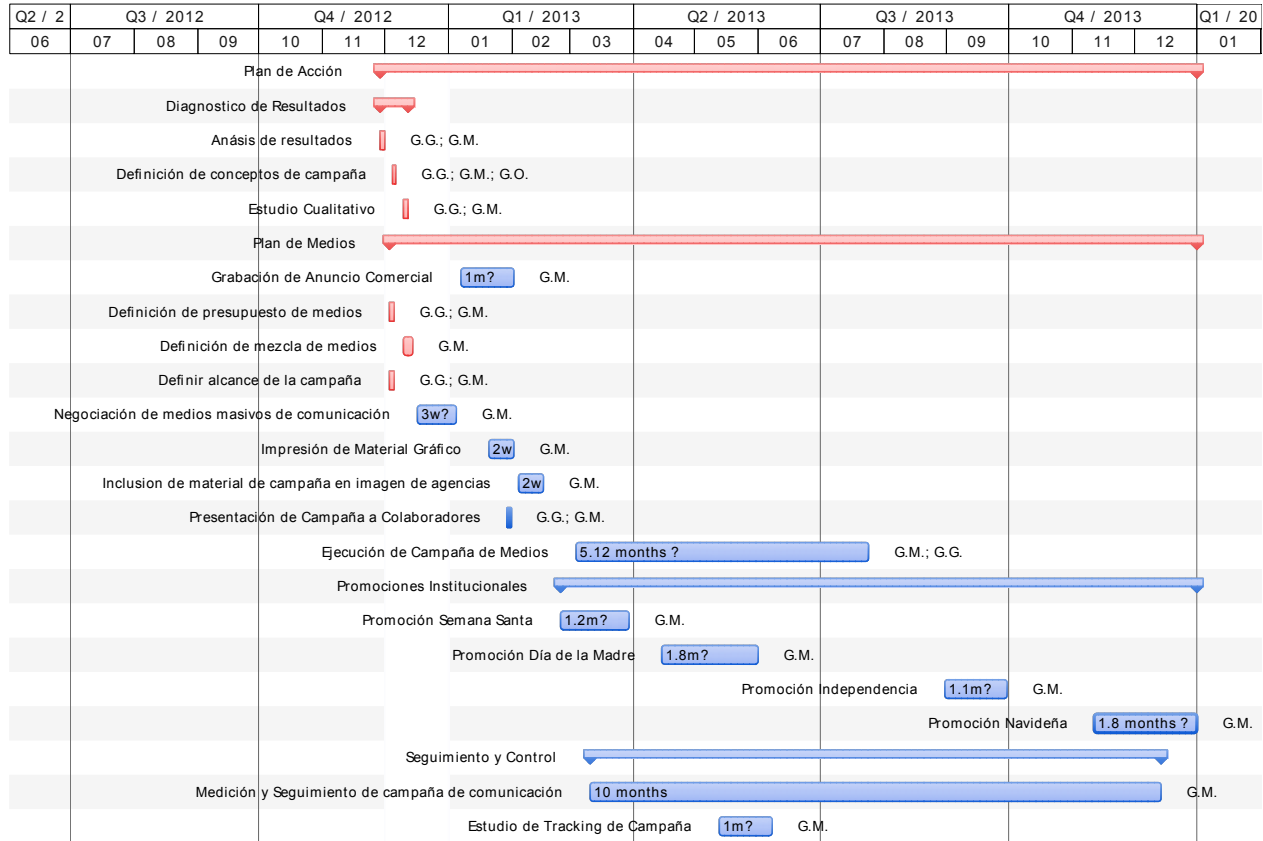 Q2 / 2 Q3 / 2012 Q4 / 2012 Q1 / 2013 Q2 / 2013 Q3 / 2013 Q4 / 2013 Q1 / 20
06 07 08 09 10 11 12 01 02 03 04 05 06 07 08 09 10 11 12 01
Plan de Acción
Diagnostico de Resultados
Anásis de resultados G.G.; G.M.
Definición de conceptos de campaña G.G.; G.M.; G.O.
Estudio Cualitativo G.G.; G.M.
Plan de Medios
Grabación de Anuncio Comercial 1m? G.M.
Definición de presupuesto de medios G.G.; G.M.
Definición de mezcla de medios G.M.
Definir alcance de la campaña G.G.; G.M.
Negociación de medios masivos de comunicación 3w? G.M.
Impresión de Material Gráfico 2w G.M.
Inclusion de material de campaña en imagen de agencias 2w G.M.
Presentación de Campaña a Colaboradores G.G.; G.M.
Ejecución de Campaña de Medios 5.12 months ? G.M.; G.G.
Promociones Institucionales
Promoción Semana Santa 1.2m? G.M.
Promoción Día de la Madre 1.8m? G.M.
Promoción Independencia 1.1m? G.M.
Promoción Navideña 1.8 months ? G.M.
Seguimiento y Control
Medición y Seguimiento de campaña de comunicación 10 months G.M.
Estudio de Tracking de Campaña 1m? G.M.